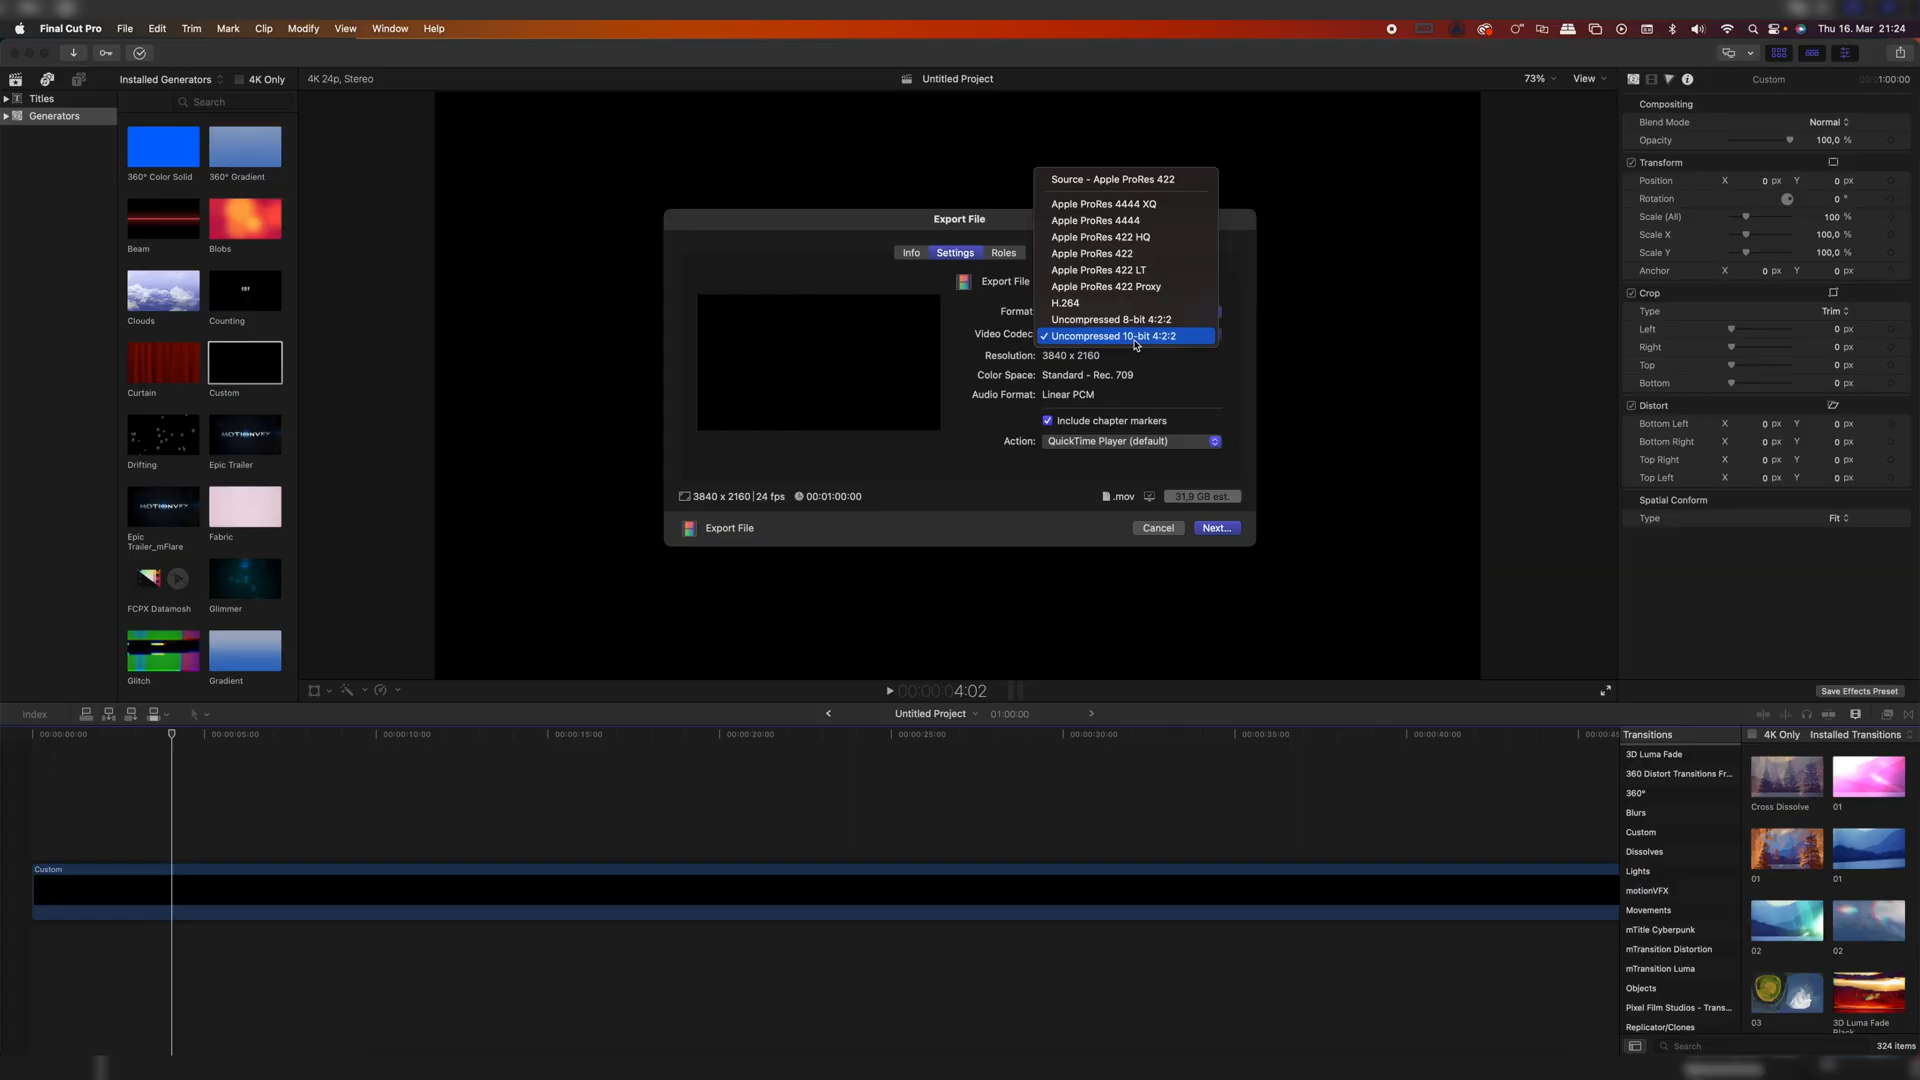 Final Cut Pro File Edit Trim Mark Clip Modify View Window Help Thu 16. Mar 21:24
Installed Generators 4K Only 4K 24p, Stereo Untitled Project 73% View Custom 1:00:00
Titles
Generators
Search
360° Color Solid 360° Gradient
Beam Blobs
Clouds Counting
Curtain Custom
Drifting Epic Trailer
Epic
Trailer_mFlare Fabric
FCPX Datamosh Glimmer
Glitch Gradient
MOTIONVFX
MOTIONVFX
Export File
Info Settings Roles
Export File
Format
Video Codec:
Source - Apple ProRes 422
Apple ProRes 4444 XQ
Apple ProRes 4444
Apple ProRes 422 HQ
Apple ProRes 422
Apple ProRes 422 LT
Apple ProRes 422 Proxy
H.264
Uncompressed 8-bit 4:2:2
Uncompressed 10-bit 4:2:2
Resolution: 3840 x 2160
Color Space: Standard - Rec. 709
Audio Format: Linear PCM
Include chapter markers
Action: QuickTime Player (default)
3840 x 2160 | 24 fps 00:01:00:00 .mov 31,9 GB est.
Export File Cancel Next...
Compositing
Blend Mode Normal
Opacity 100,0 %
Transform
Position X 0 px Y 0 px
Rotation 0 °
Scale (All) 100 %
Scale X 100,0 %
Scale Y 100,0 %
Anchor X 0 px Y 0 px
Crop
Type Trim
Left 0 px
Right 0 px
Top 0 px
Bottom 0 px
Distort
Bottom Left X 0 px Y 0 px
Bottom Right X 0 px Y 0 px
Top Right X 0 px Y 0 px
Top Left X 0 px Y 0 px
Spatial Conform
Type Fit
00:00:04:02 Save Effects Preset
Index Untitled Project 01:00:00
00:00:00:00 00:00:05:00 00:00:10:00 00:00:15:00 00:00:20:00 00:00:25:00 00:00:30:00 00:00:35:00 00:00:40:00
Custom
Transitions 4K Only Installed Transitions
3D Luma Fade
360 Distort Transitions Fr...
360°
Blurs
Custom
Dissolves
Lights
motionVFX
Movements
mTitle Cyberpunk
mTransition Distortion
mTransition Luma
Objects
Pixel Film Studios - Trans...
Replicator/Clones
Cross Dissolve 01
01 01
02 02
03 3D Luma Fade
Search 324 items